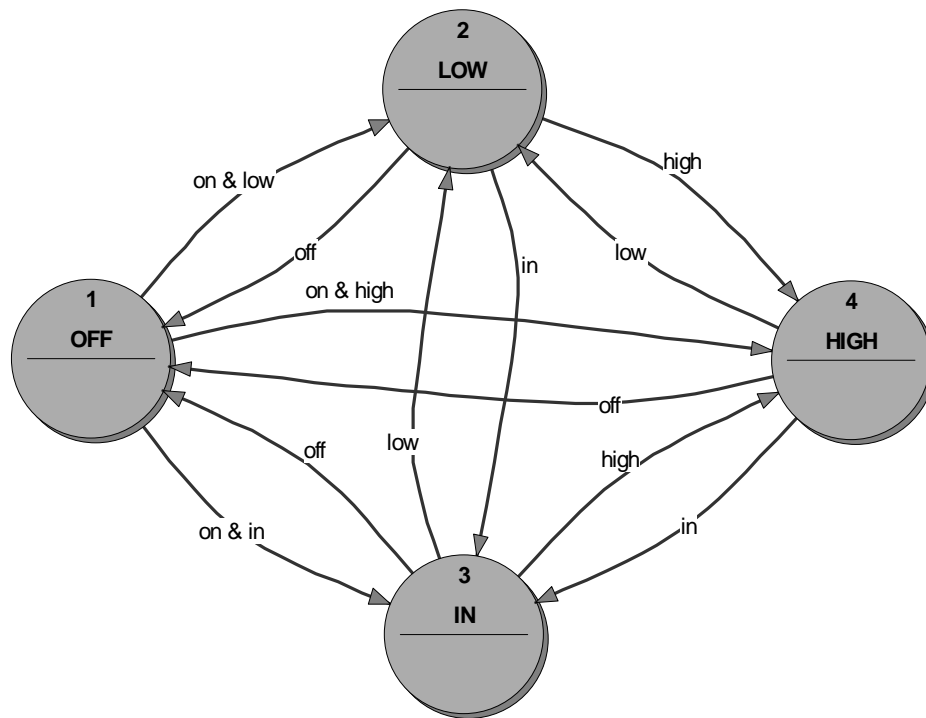 2
LOW
on & low
high
off
low
in
1
OFF
on & high
4
HIGH
off
low
off
high
on & in
in
3
IN